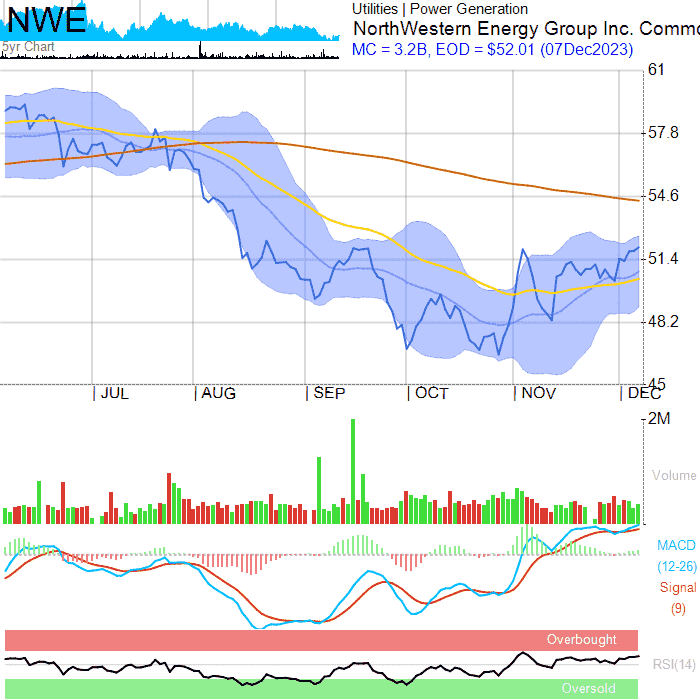 NWE
5yr Chart
Utilities | Power Generation
NorthWestern Energy Group Inc. Commo
MC = 3.2B, EOD = $52.01 (07Dec2023)
61
57.8
54.6
51.4
48.2
45
JUL AUG SEP OCT NOV DEC
2M
Volume
MACD
(12-26)
Signal
(9)
Overbought
RSI(14)
Oversold